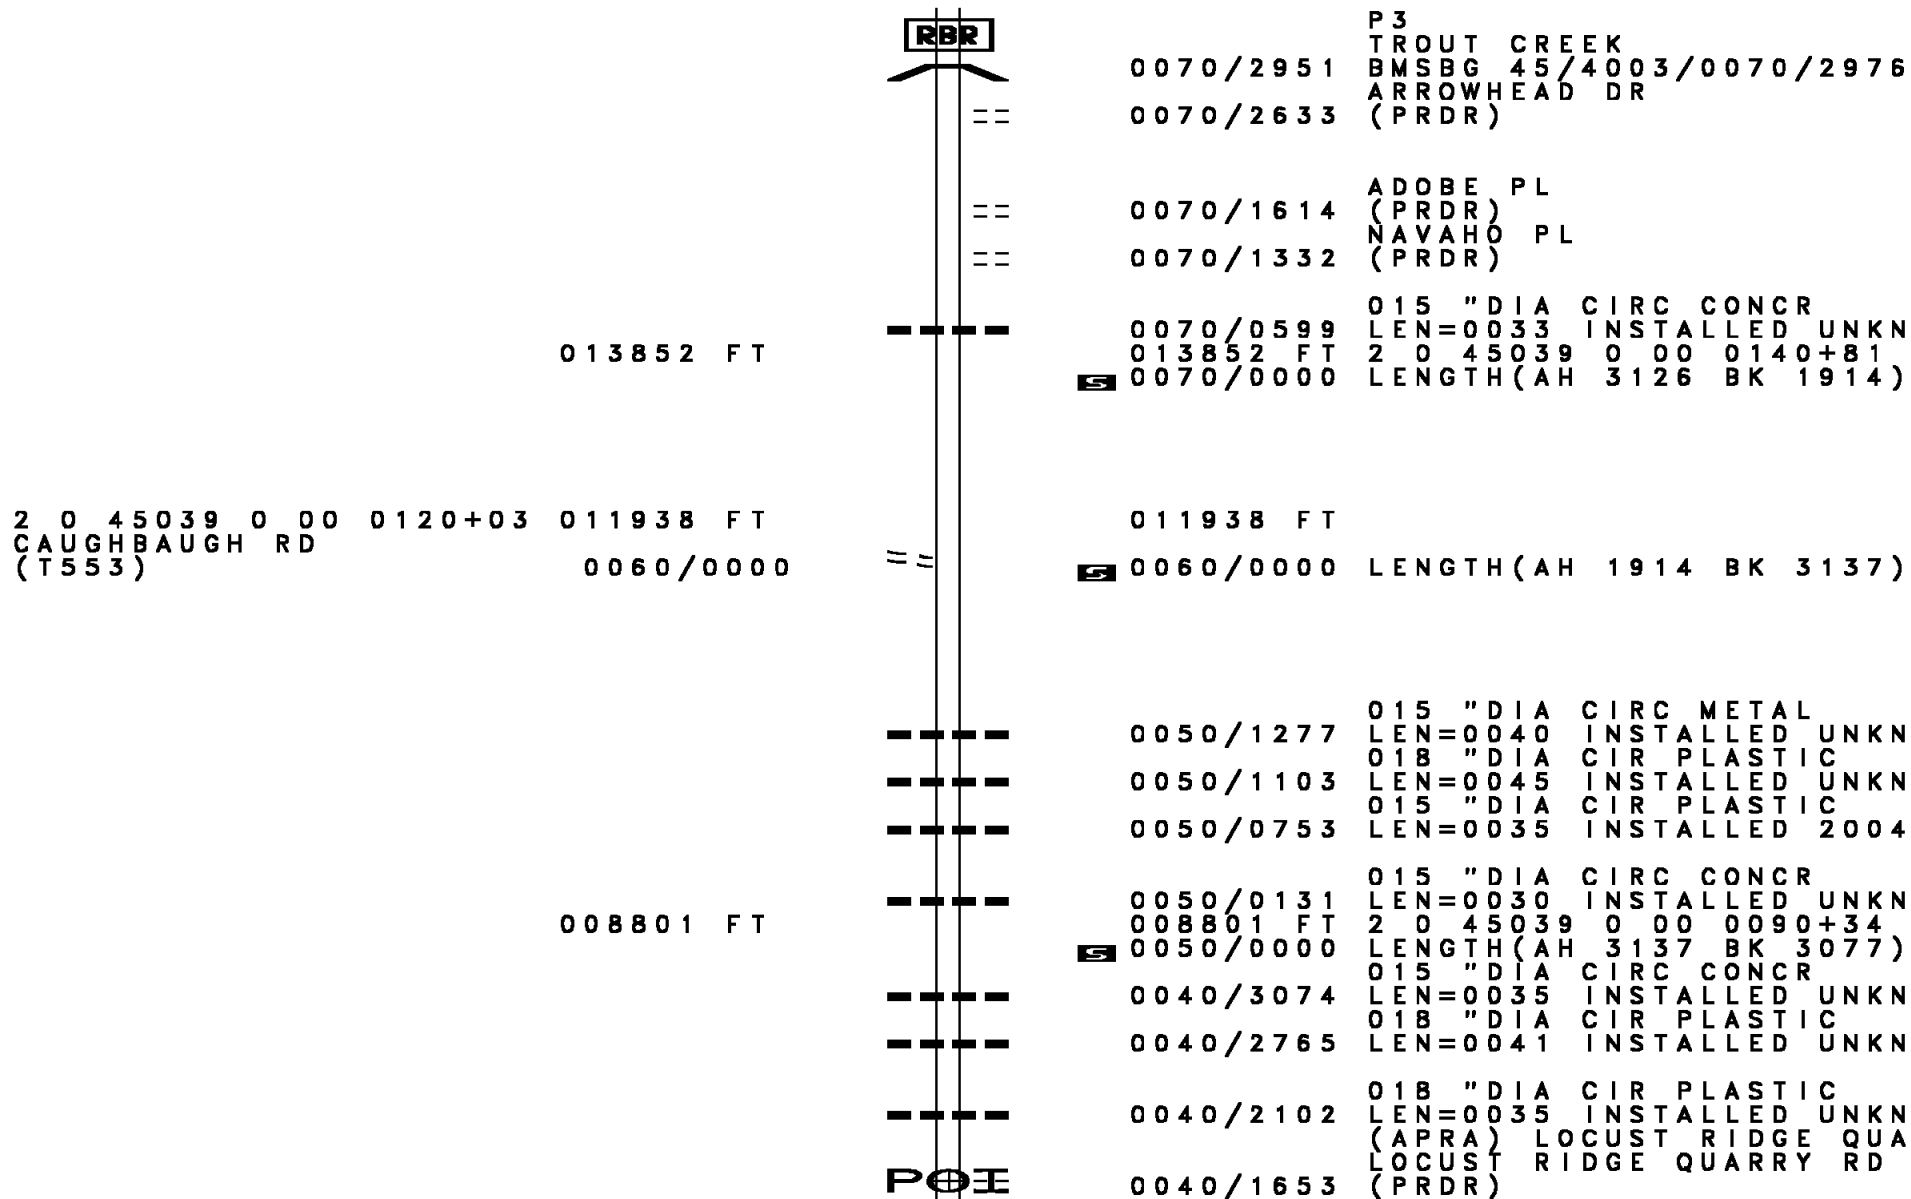 RBR
P3
TROUT CREEK
0070/2951 BMSBG 45/4003/0070/2976
ARROWHEAD DR
0070/2633 (PRDR)
ADOBE PL
0070/1614 (PRDR)
NAVAHO PL
0070/1332 (PRDR)
015 "DIA CIRC CONCR
0070/0599 LEN=0033 INSTALLED UNKN
013852 FT 013852 FT 2 0 45039 0 00 0140+81
S 0070/0000 LENGTH(AH 3126 BK 1914)
2 0 45039 0 00 0120+03 011938 FT 011938 FT
CAUGHBAUGH RD
(T553) 0060/0000 S 0060/0000 LENGTH(AH 1914 BK 3137)
015 "DIA CIRC METAL
0050/1277 LEN=0040 INSTALLED UNKN
018 "DIA CIR PLASTIC
0050/1103 LEN=0045 INSTALLED UNKN
015 "DIA CIR PLASTIC
0050/0753 LEN=0035 INSTALLED 2004
015 "DIA CIRC CONCR
0050/0131 LEN=0030 INSTALLED UNKN
008801 FT 008801 FT 2 0 45039 0 00 0090+34
S 0050/0000 LENGTH(AH 3137 BK 3077)
015 "DIA CIRC CONCR
0040/3074 LEN=0035 INSTALLED UNKN
018 "DIA CIR PLASTIC
0040/2765 LEN=0041 INSTALLED UNKN
018 "DIA CIR PLASTIC
0040/2102 LEN=0035 INSTALLED UNKN
(APRA) LOCUST RIDGE QUA
LOCUST RIDGE QUARRY RD
POI 0040/1653 (PRDR)